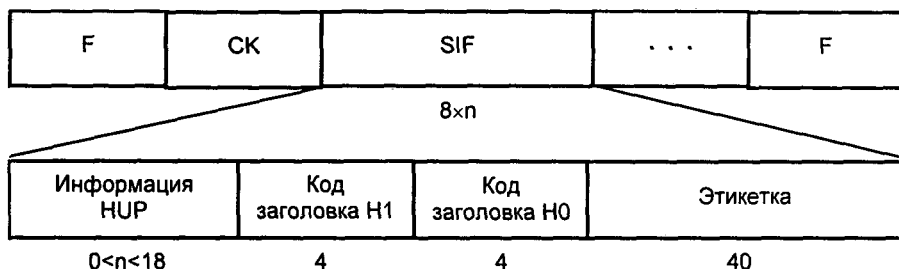 F CK SIF . . . F
8×n
Информация Код Код Этикетка
HUP заголовка H1 заголовка H0
0<n<18 4 4 40